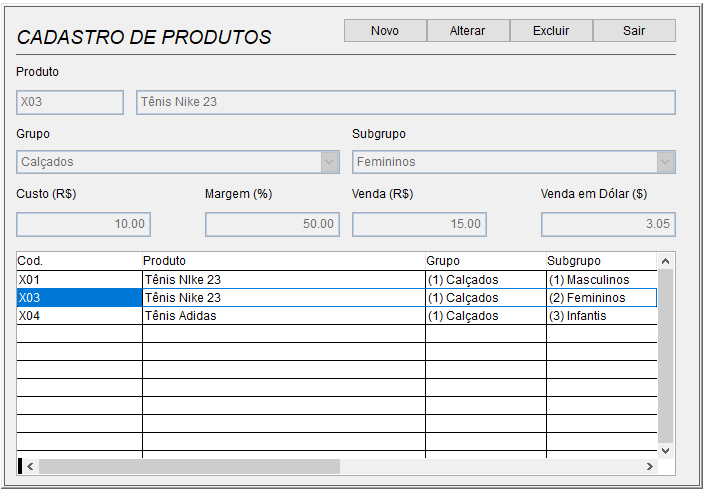 CADASTRO DE PRODUTOS
Novo Alterar Excluir Sair
Produto
X03 Tênis Nike 23
Grupo Subgrupo
Calçados Femininos
Custo (R$) Margem (%) Venda (R$) Venda em Dólar ($)
10.00 50.00 15.00 3.05
Cod. Produto Grupo Subgrupo
X01 Tênis NIke 23 (1) Calçados (1) Masculinos
X03 Tênis Nike 23 (1) Calçados (2) Femininos
X04 Tênis Adidas (1) Calçados (3) Infantis